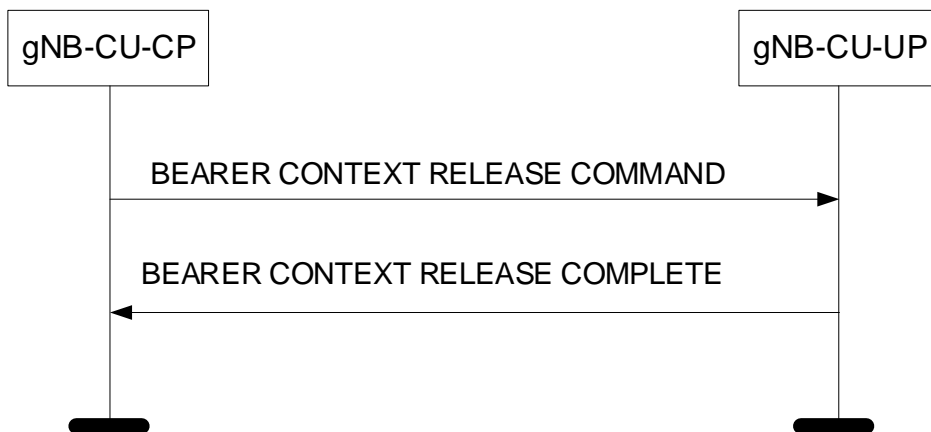 gNB-CU-CP
gNB-CU-UP
BEARER CONTEXT RELEASE COMMAND
BEARER CONTEXT RELEASE COMPLETE